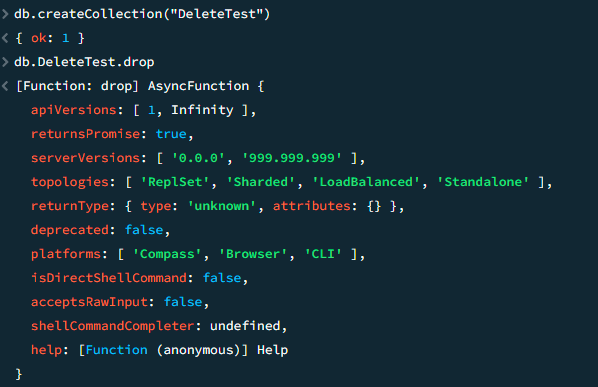 > db.createCollection("DeleteTest")
< { ok: 1 }
> db.DeleteTest.drop
< [Function: drop] AsyncFunction {
apiVersions: [ 1, Infinity ],
returnsPromise: true,
serverVersions: [ '0.0.0', '999.999.999' ],
topologies: [ 'ReplSet', 'Sharded', 'LoadBalanced', 'Standalone' ],
returnType: { type: 'unknown', attributes: {} },
deprecated: false,
platforms: [ 'Compass', 'Browser', 'CLI' ],
isDirectShellCommand: false,
acceptsRawInput: false,
shellCommandCompleter: undefined,
help: [Function (anonymous)] Help
}